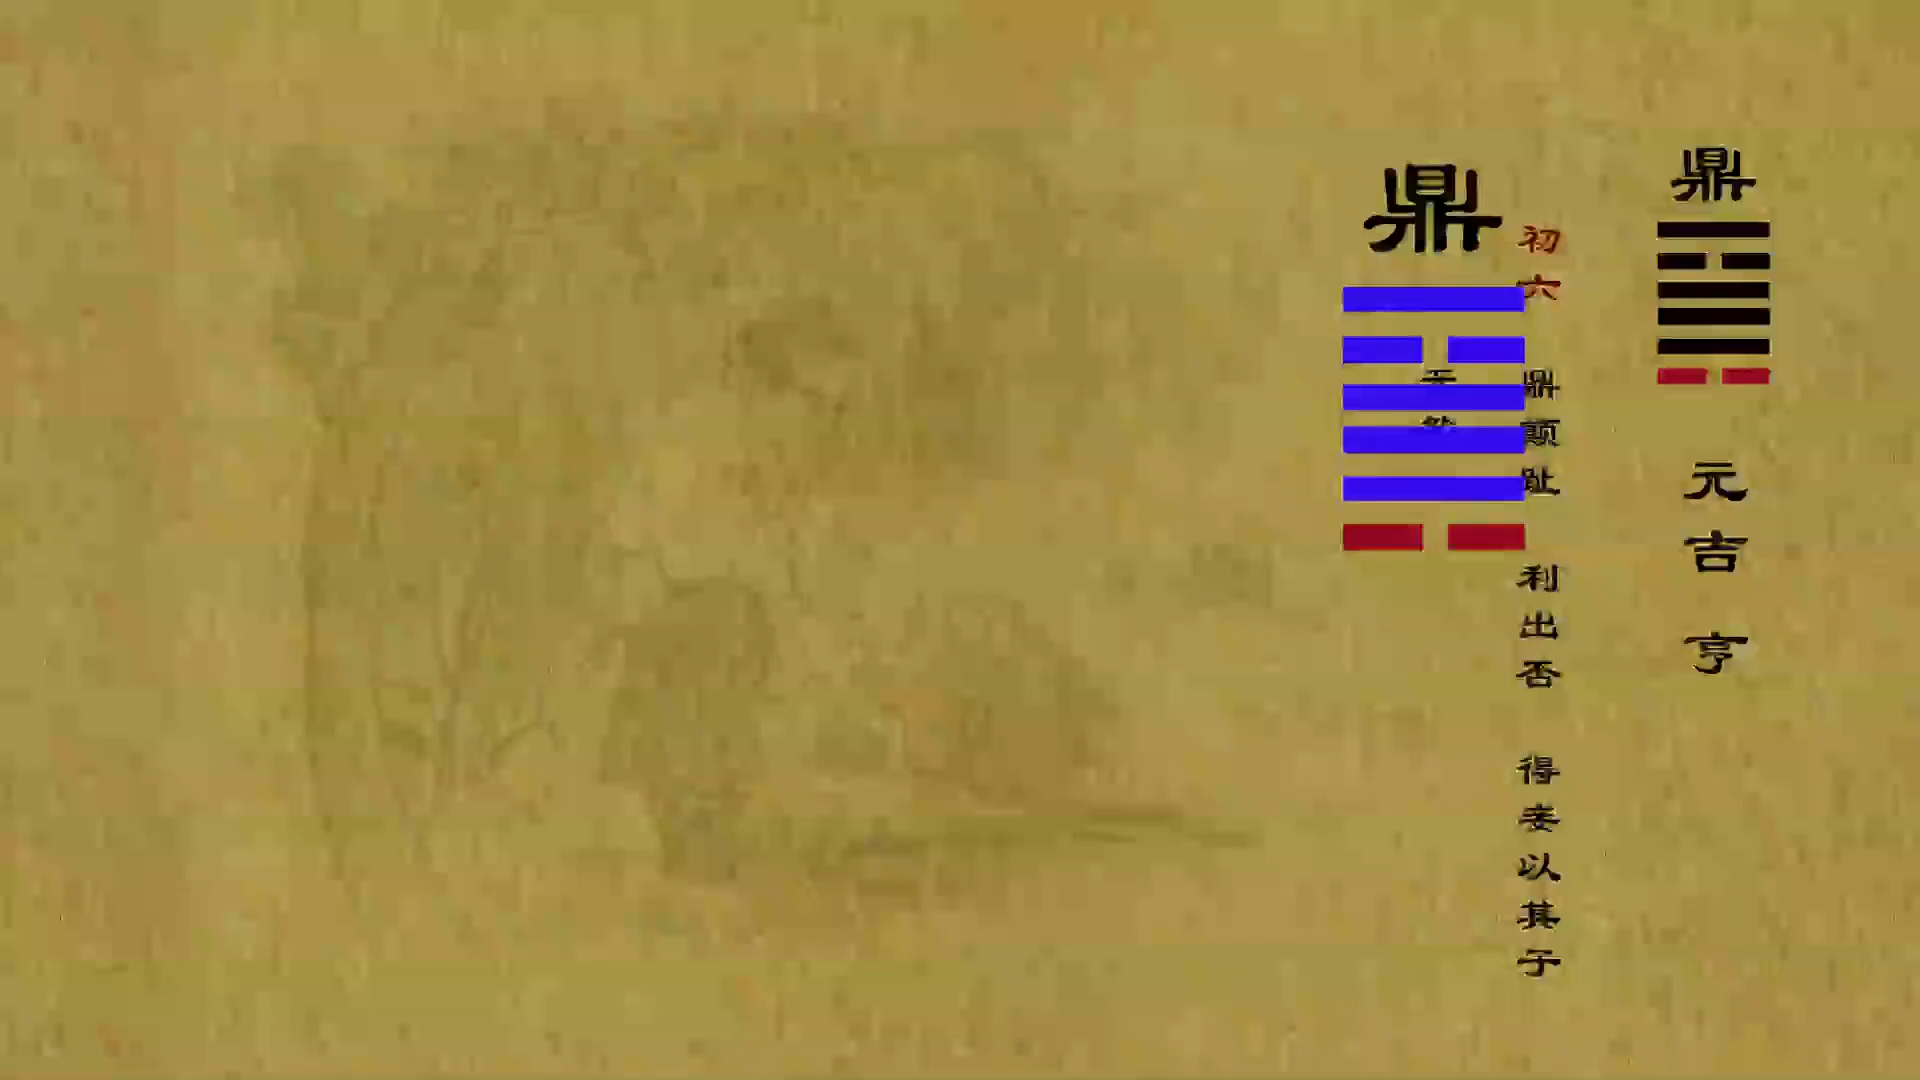 鼎
元吉 亨
初六 鼎颠趾 利出否 得妾以其子
鼎